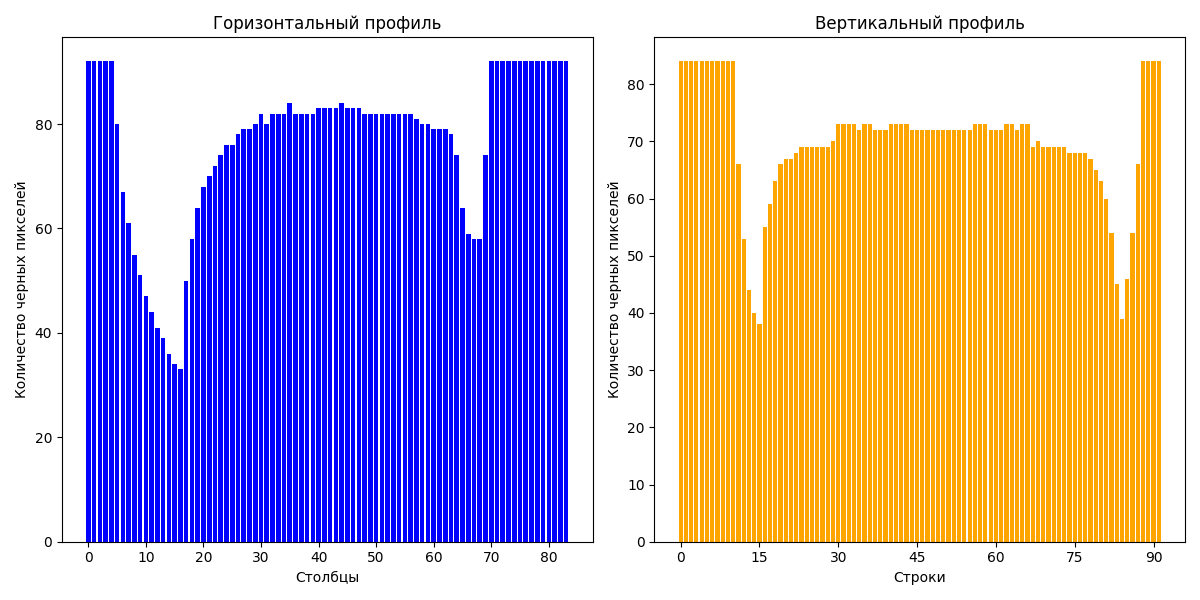 Горизонтальный профиль
Количество черных пикселей
80
60
40
20
0
0 10 20 30 40 50 60 70 80
Столбцы
Вертикальный профиль
Количество черных пикселей
80
70
60
50
40
30
20
10
0
0 15 30 45 60 75 90
Строки